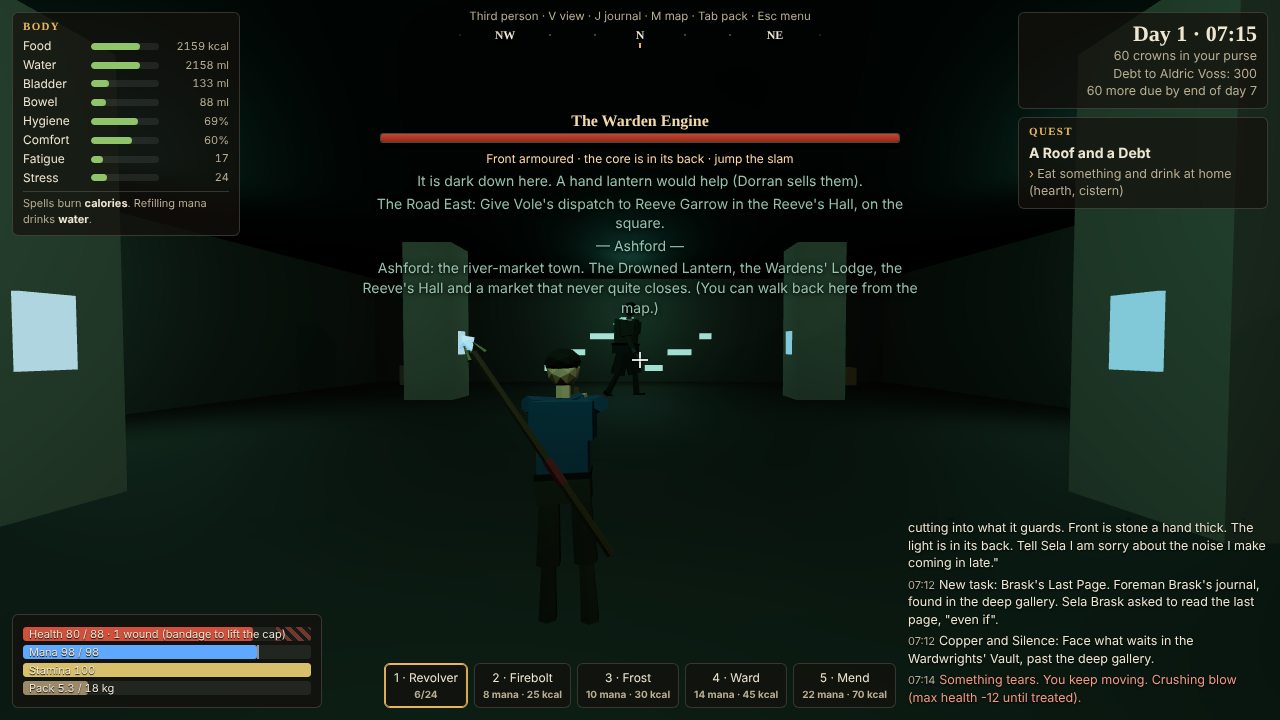 BODY
Food 2159 kcal
Water 2158 ml
Bladder 133 ml
Bowel 88 ml
Hygiene 69%
Comfort 60%
Fatigue 17
Stress 24
Spells burn calories. Refilling mana
drinks water.
Third person · V view · J journal · M map · Tab pack · Esc menu
NW N NE
The Warden Engine
Front armoured · the core is in its back · jump the slam
It is dark down here. A hand lantern would help (Dorran sells them).
The Road East: Give Vole's dispatch to Reeve Garrow in the Reeve's Hall, on the
square.
— Ashford —
Ashford: the river-market town. The Drowned Lantern, the Wardens' Lodge, the
Reeve's Hall and a market that never quite closes. (You can walk back here from the
map.)
Day 1 · 07:15
60 crowns in your purse
Debt to Aldric Voss: 300
60 more due by end of day 7
QUEST
A Roof and a Debt
› Eat something and drink at home
(hearth, cistern)
cutting into what it guards. Front is stone a hand thick. The
light is in its back. Tell Sela I am sorry about the noise I make
coming in late."
07:12 New task: Brask's Last Page. Foreman Brask's journal,
found in the deep gallery. Sela Brask asked to read the last
page, "even if".
07:12 Copper and Silence: Face what waits in the
Wardwrights' Vault, past the deep gallery.
07:14 Something tears. You keep moving. Crushing blow
(max health -12 until treated).
Health 80 / 88 · 1 wound (bandage to lift the cap)
Mana 98 / 98
Stamina 100
Pack 5.3 / 18 kg
1 · Revolver
6/24
2 · Firebolt
8 mana · 25 kcal
3 · Frost
10 mana · 30 kcal
4 · Ward
14 mana · 45 kcal
5 · Mend
22 mana · 70 kcal